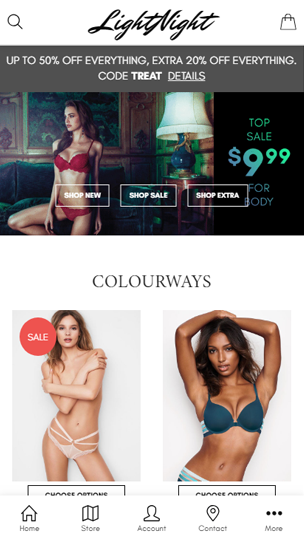 LightNight
UP TO 50% OFF EVERYTHING, EXTRA 20% OFF EVERYTHING.
CODE TREAT DETAILS
TOP
SALE
$9.99
FOR
BODY
SHOP NEW
SHOP SALE
SHOP EXTRA
COLOURWAYS
SALE
CHOOSE OPTIONS
CHOOSE OPTIONS
Home
Store
Account
Contact
More